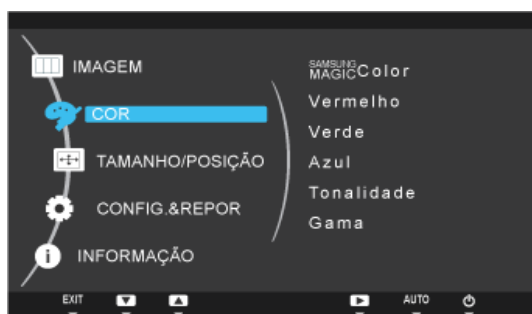 IMAGEM
COR
TAMANHO/POSIÇÃO
CONFIG.&REPOR
INFORMAÇÃO
SAMSUNG
MAGICColor
Vermelho
Verde
Azul
Tonalidade
Gama
EXIT
AUTO